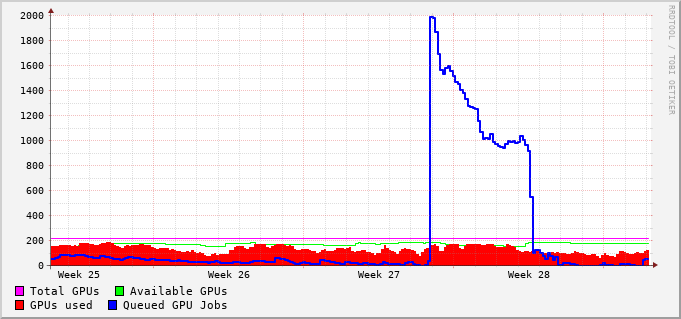 2000
1800
1600
1400
1200
1000
800
600
400
200
0
Week 25 Week 26 Week 27 Week 28
Total GPUs Available GPUs
GPUs used Queued GPU Jobs
RRDTOOL / TOBI OETIKER